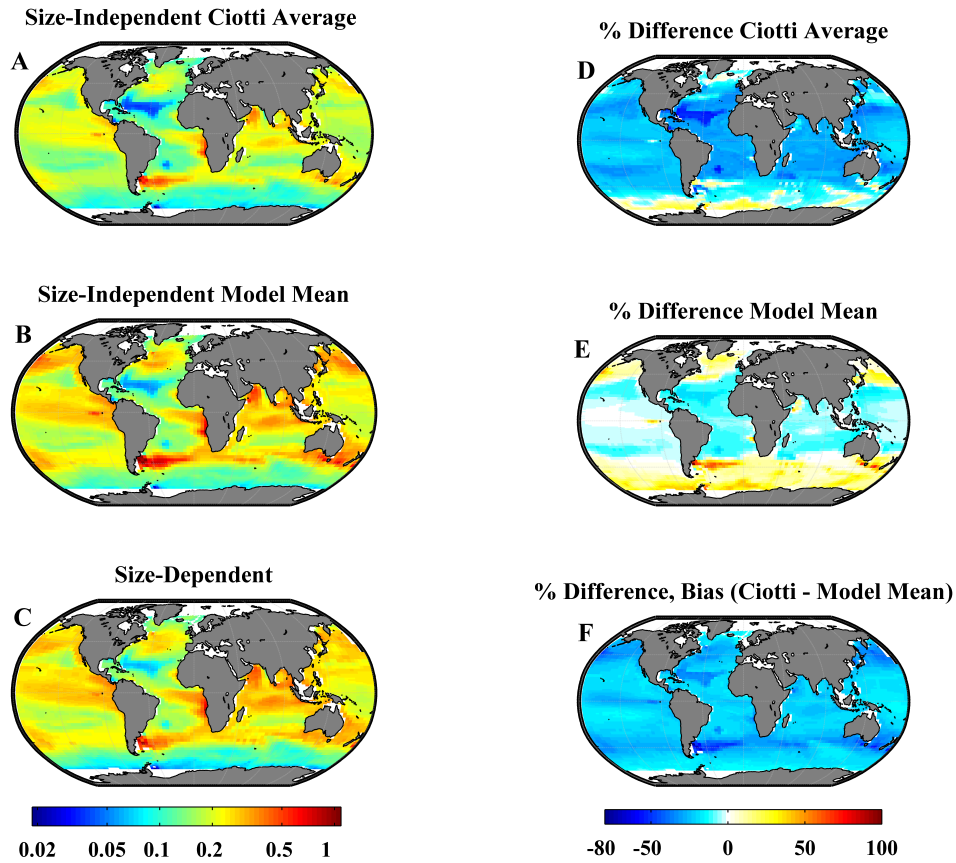 Size-Independent Ciotti Average
A
% Difference Ciotti Average
D
Size-Independent Model Mean
B
% Difference Model Mean
E
Size-Dependent
C
% Difference, Bias (Ciotti - Model Mean)
F
0.02 0.05 0.1 0.2 0.5 1
-80 -50 0 50 100